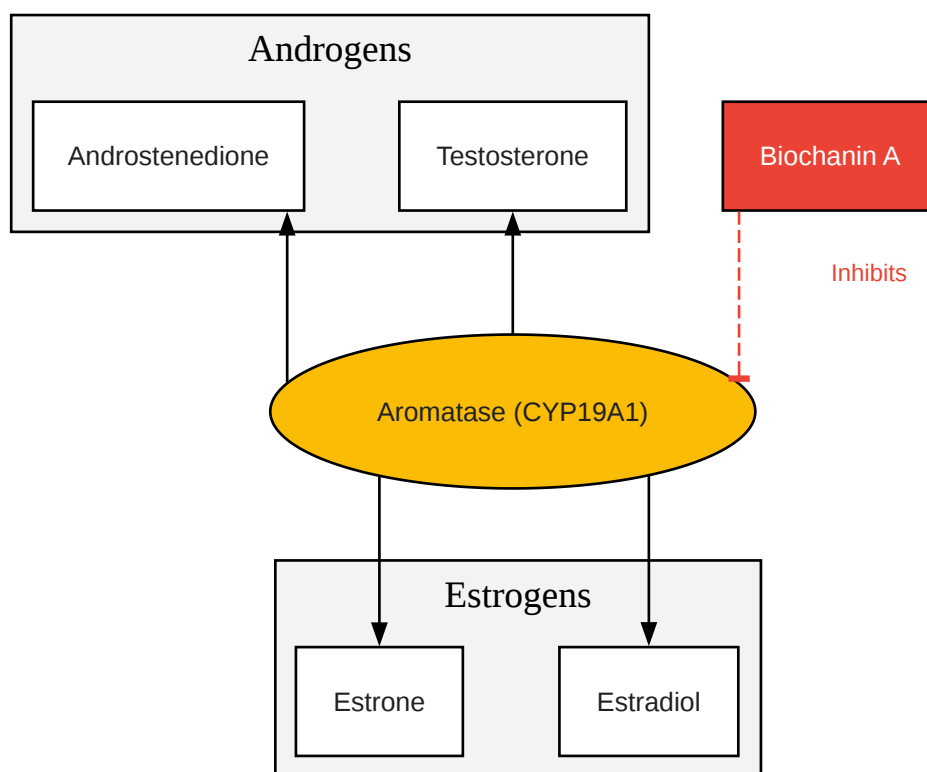 Androgens
Androstenedione
Testosterone
Biochanin A
Inhibits
Aromatase (CYP19A1)
Estrogens
Estrone
Estradiol